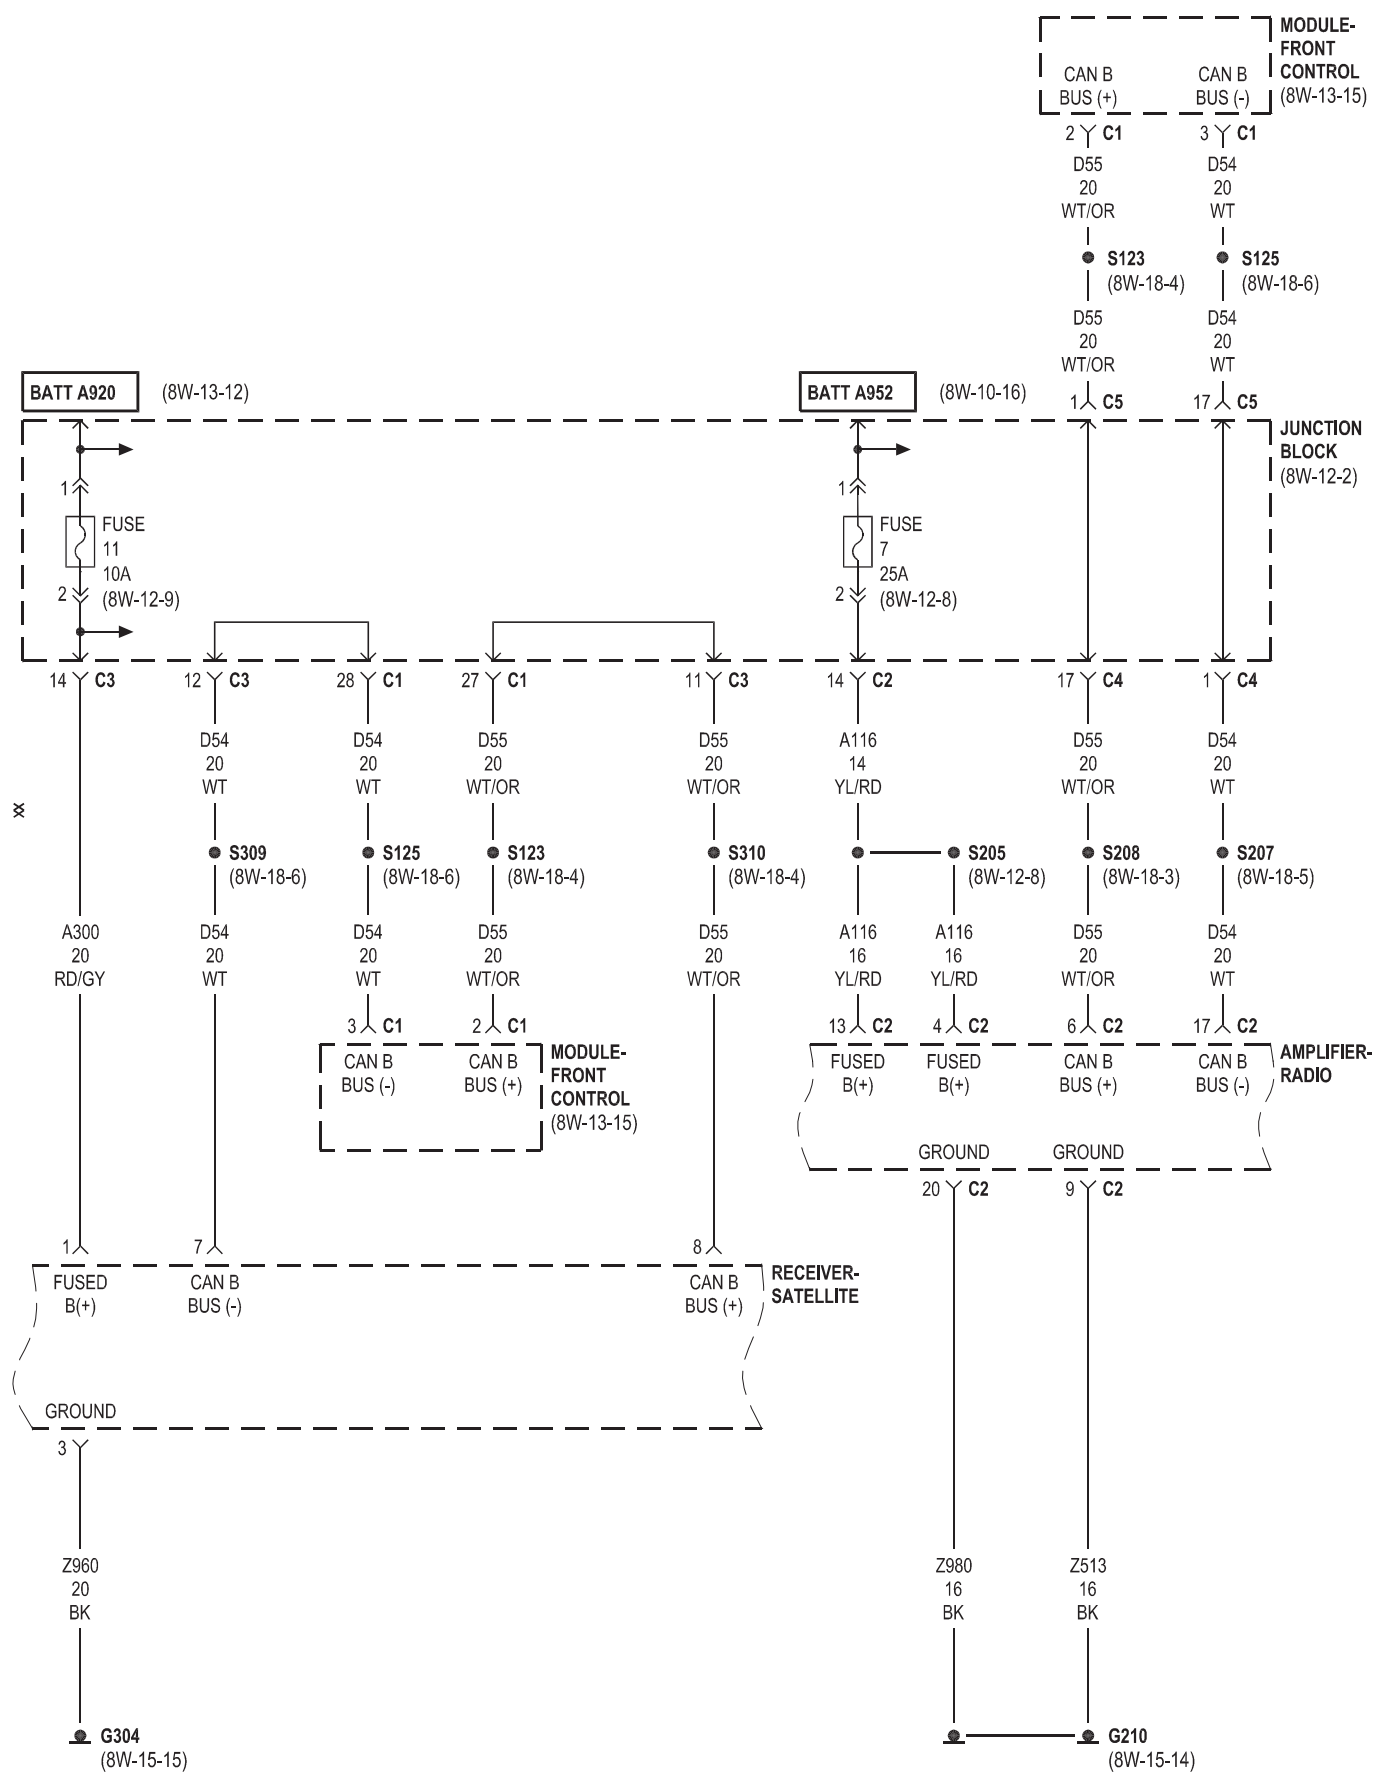 MODULE-
FRONT
CONTROL
(8W-13-15)
CAN B
BUS (+)
CAN B
BUS (-)
2 C1
3 C1
D55
20
WT/OR
D54
20
WT
S123
(8W-18-4)
S125
(8W-18-6)
D55
20
WT/OR
D54
20
WT
1 C5
17 C5
BATT A920
(8W-13-12)
BATT A952
(8W-10-16)
JUNCTION
BLOCK
(8W-12-2)
1
FUSE
11
10A
(8W-12-9)
2
1
FUSE
7
25A
(8W-12-8)
2
14 C3
12 C3
28 C1
27 C1
11 C3
14 C2
17 C4
1 C4
D54
20
WT
D54
20
WT
D55
20
WT/OR
D55
20
WT/OR
A116
14
YL/RD
D55
20
WT/OR
D54
20
WT
XX
S309
(8W-18-6)
S125
(8W-18-6)
S123
(8W-18-4)
S310
(8W-18-4)
S205
(8W-12-8)
S208
(8W-18-3)
S207
(8W-18-5)
A300
20
RD/GY
D54
20
WT
D54
20
WT
D55
20
WT/OR
D55
20
WT/OR
A116
16
YL/RD
A116
16
YL/RD
D55
20
WT/OR
D54
20
WT
3 C1
2 C1
13 C2
4 C2
6 C2
17 C2
CAN B
BUS (-)
CAN B
BUS (+)
MODULE-
FRONT
CONTROL
(8W-13-15)
FUSED
B(+)
FUSED
B(+)
CAN B
BUS (+)
CAN B
BUS (-)
AMPLIFIER-
RADIO
GROUND
GROUND
20 C2
9 C2
1
7
8
FUSED
B(+)
CAN B
BUS (-)
CAN B
BUS (+)
RECEIVER-
SATELLITE
GROUND
3
Z960
20
BK
Z980
16
BK
Z513
16
BK
G304
(8W-15-15)
G210
(8W-15-14)